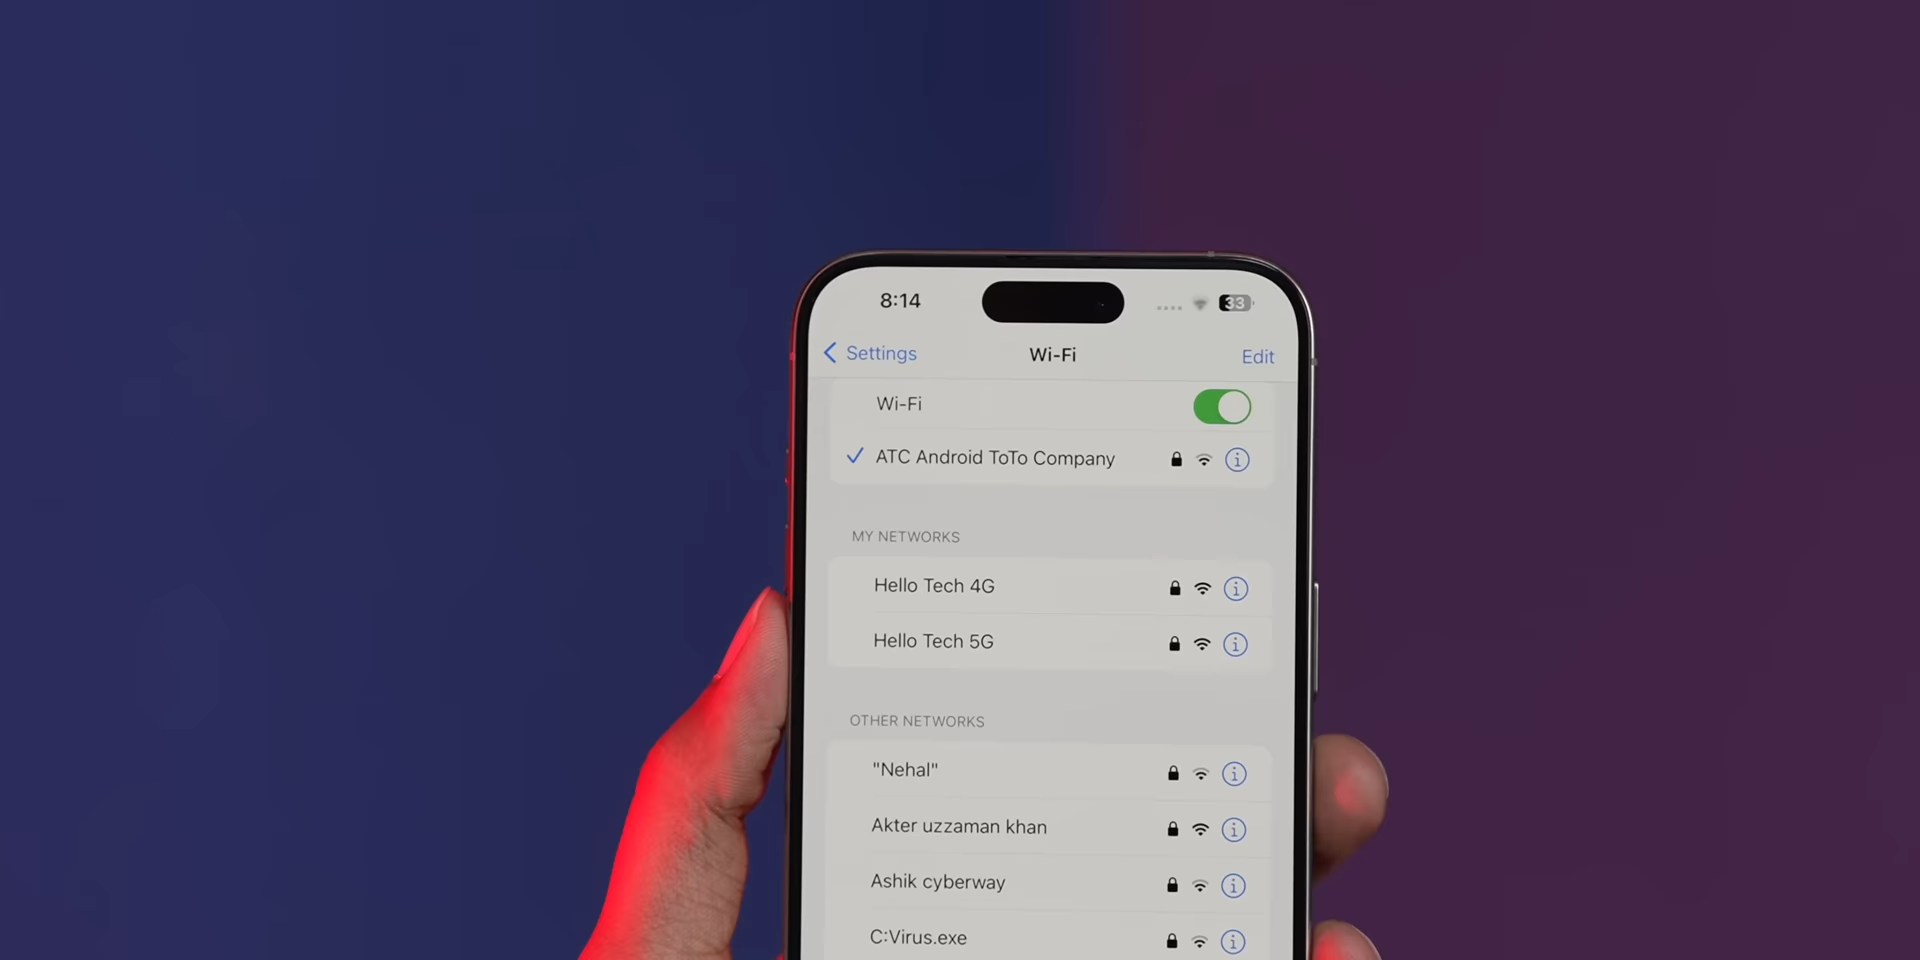 8:14
33
Settings
Wi-Fi
Edit
Wi-Fi
ATC Android ToTo Company
MY NETWORKS
Hello Tech 4G
Hello Tech 5G
OTHER NETWORKS
"Nehal"
Akter uzzaman khan
Ashik cyberway
C:Virus.exe